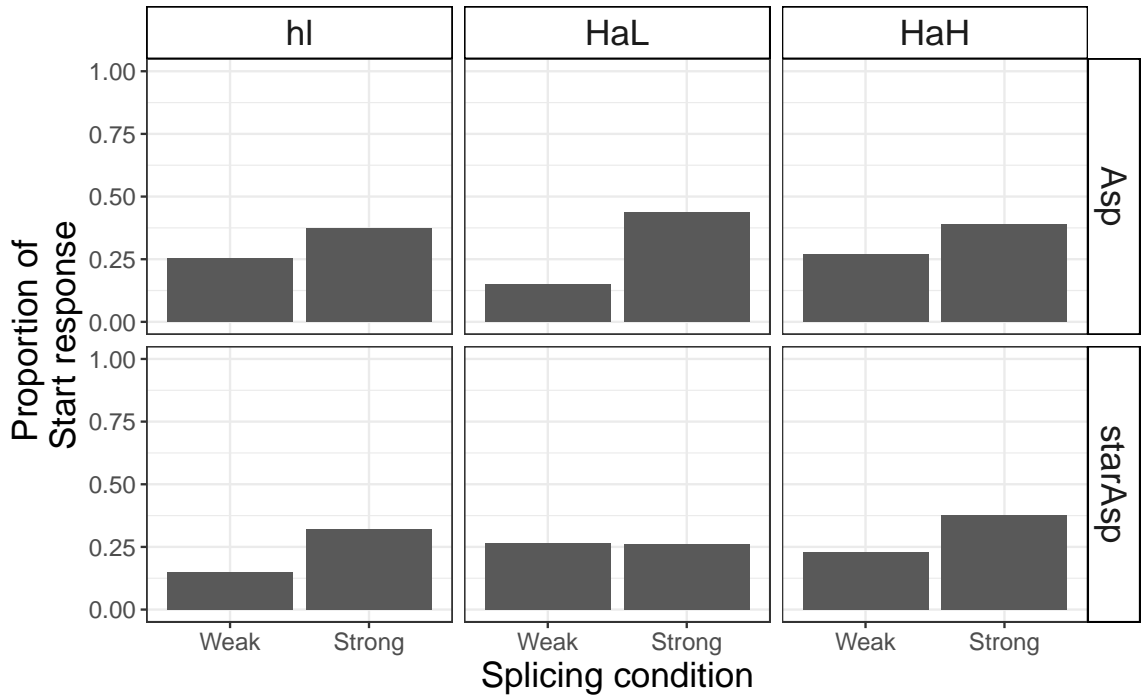 hI
HaL
HaH
1.00
0.75
0.50
0.25
0.00
Asp
1.00
0.75
0.50
0.25
0.00
starAsp
Proportion of
Start response
Weak
Strong
Weak
Strong
Weak
Strong
Splicing condition